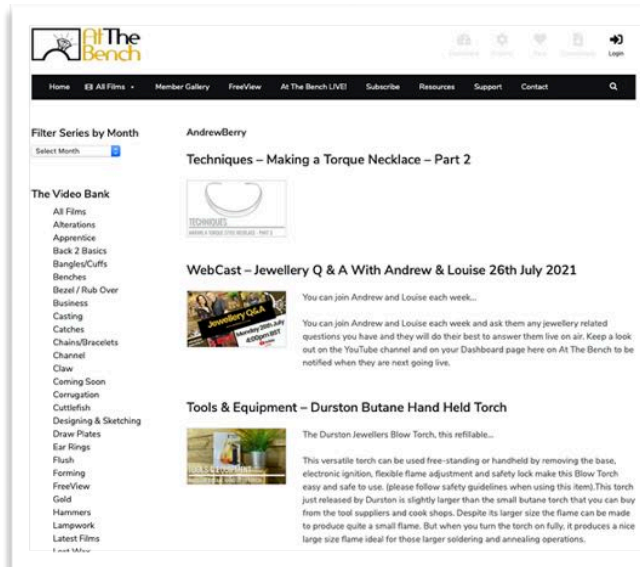 AtThe
Bench
Login
Home All Films Member Gallery FreeView At The Bench LIVE! Subscribe Resources Support Contact
Filter Series by Month
Select Month
The Video Bank
All Films
Alterations
Apprentice
Back 2 Basics
Bangles/Cuffs
Benches
Bezel / Rub Over
Business
Casting
Catches
Chains/Bracelets
Channel
Claw
Coming Soon
Corrugation
Cuttlefish
Designing & Sketching
Draw Plates
Ear Rings
Flush
Forming
FreeView
Gold
Hammers
Lampwork
Latest Films
Lost Wax
AndrewBerry
Techniques – Making a Torque Necklace – Part 2
TECHNIQUES
WebCast – Jewellery Q & A With Andrew & Louise 26th July 2021
Jewellery Q&A
Monday 26th July
4:00pm BST
You can join Andrew and Louise each week...
You can join Andrew and Louise each week and ask them any jewellery related
questions you have and they will do their best to answer them live on air. Keep a look
out on the YouTube channel and on your Dashboard page here on At The Bench to be
notified when they are next going live.
Tools & Equipment – Durston Butane Hand Held Torch
TOOLS & EQUIPMENT
The Durston Jewellers Blow Torch, this refillable...
This versatile torch can be used free-standing or handheld by removing the base,
electronic ignition, flexible flame adjustment and safety lock make this Blow Torch
easy and safe to use. (please follow safety guidelines when using this item).This torch
just released by Durston is slightly larger than the small butane torch that you can buy
from the tool suppliers and cook shops. Despite its larger size the flame can be made
to produce quite a small flame. But when you turn the torch on fully, it produces a nice
large size flame ideal for those larger soldering and annealing operations.